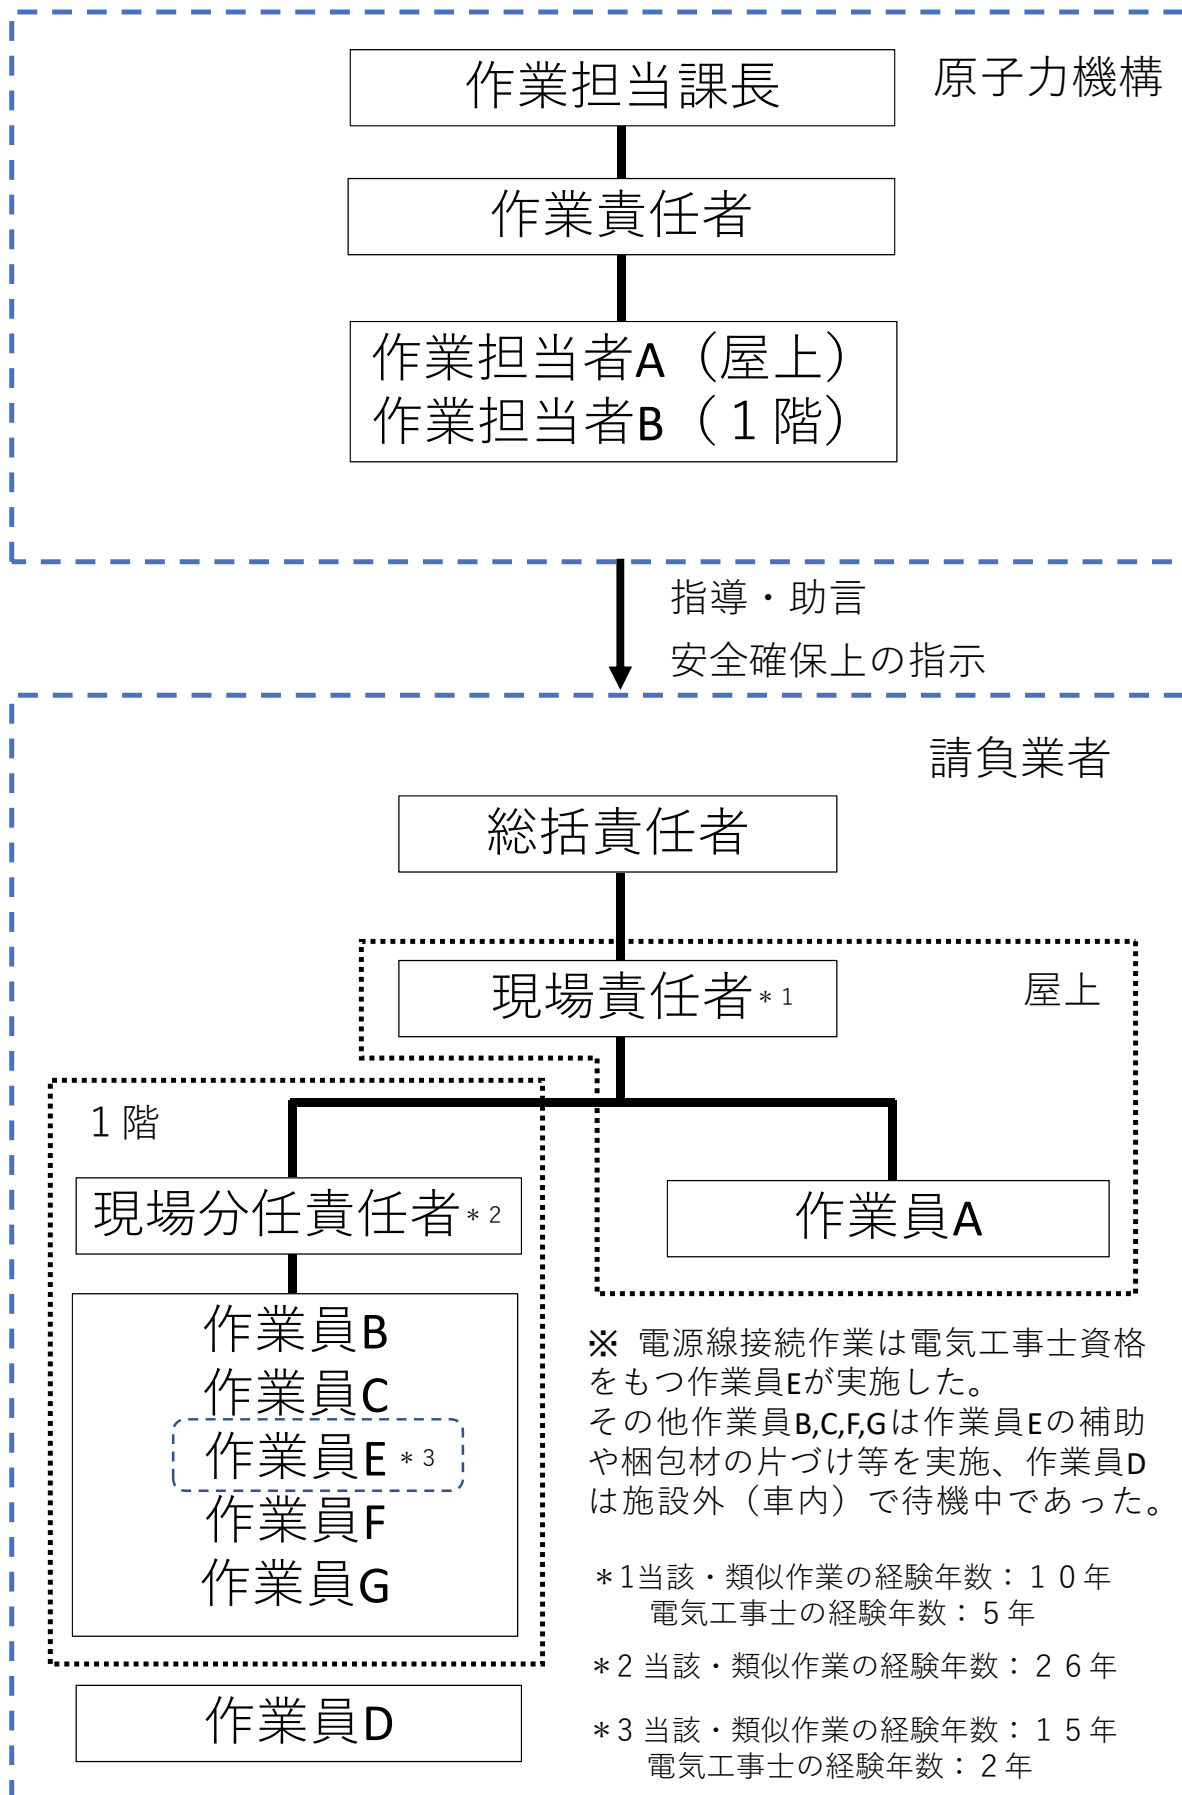 原子力機構
作業担当課長
作業責任者
作業担当者A（屋上）
作業担当者B（１階）
指導・助言
安全確保上の指示
請負業者
総括責任者
現場責任者＊1
屋上
１階
現場分任責任者＊2
作業員A
作業員B
作業員C
作業員E＊3
作業員F
作業員G
作業員D
※ 電源線接続作業は電気工事士資格
をもつ作業員Eが実施した。
その他作業員B,C,F,Gは作業員Eの補助
や梱包材の片づけ等を実施、作業員D
は施設外（車内）で待機中であった。
＊1当該・類似作業の経験年数：１０年
電気工事士の経験年数：５年
＊2 当該・類似作業の経験年数：２６年
＊3 当該・類似作業の経験年数：１５年
電気工事士の経験年数：２年